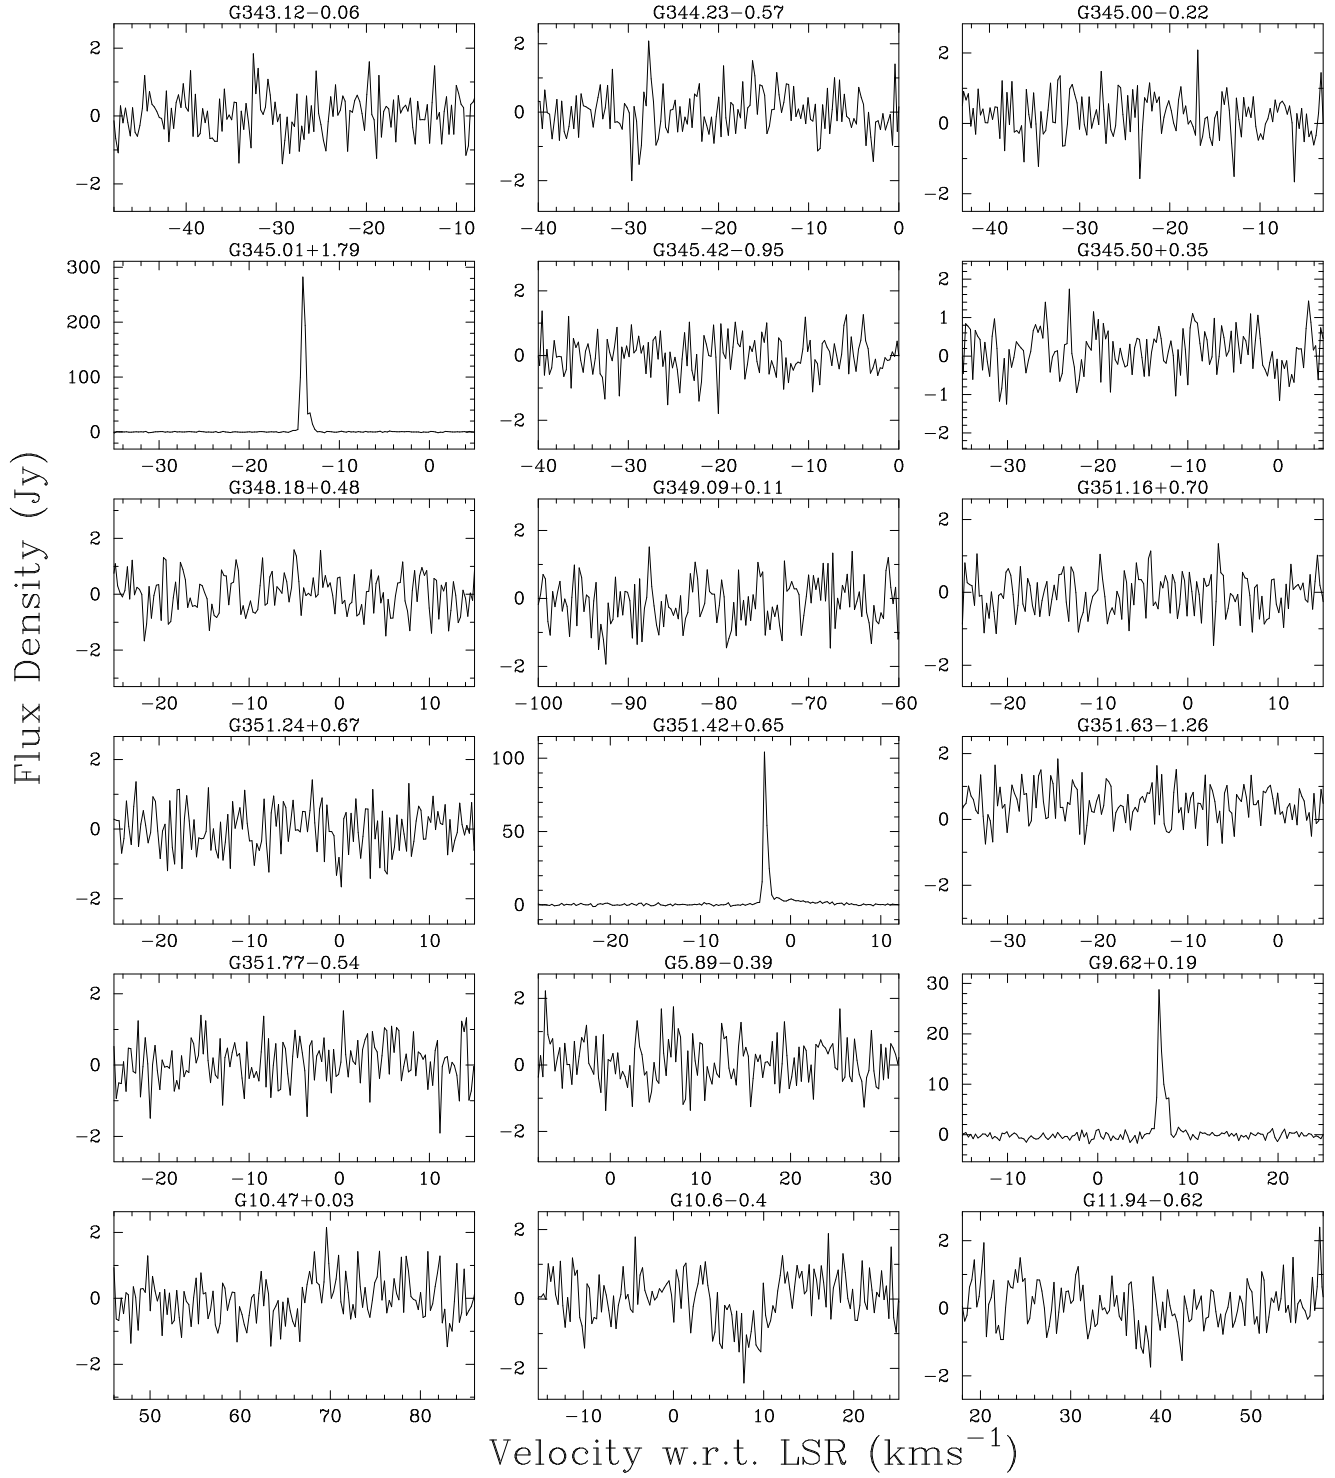 G343.12−0.06 G344.23−0.57 G345.00−0.22
2 2 2
0 0 0
−2 −2 −2
−40 −30 −20 −10 −40 −30 −20 −10 0 −40 −30 −20 −10
G345.01+1.79 G345.42−0.95 G345.50+0.35
300 2 2
200 1
100 0 0
0 −2 −1
−2
−30 −20 −10 0 −40 −30 −20 −10 0 −30 −20 −10 0
G348.18+0.48 G349.09+0.11 G351.16+0.70
2 2 2
0 0 0
−2 −2 −2
−20 −10 0 10 −100 −90 −80 −70 −60 −20 −10 0 10
G351.24+0.67 G351.42+0.65 G351.63−1.26
2 100 2
0 50 0
−2 0 −2
−20 −10 0 10 −20 −10 0 10 −30 −20 −10 0
G351.77−0.54 G5.89−0.39 G9.62+0.19
2 2 30
0 0 20
−2 −2 10
0
−20 −10 0 10 0 10 20 30 −10 0 10 20
G10.47+0.03 G10.6−0.4 G11.94−0.62
2 2 2
0 0 0
−2 −2 −2
50 60 70 80 −10 0 10 20 20 30 40 50
Flux Density (Jy)
Velocity w.r.t. LSR (kms⁻¹)